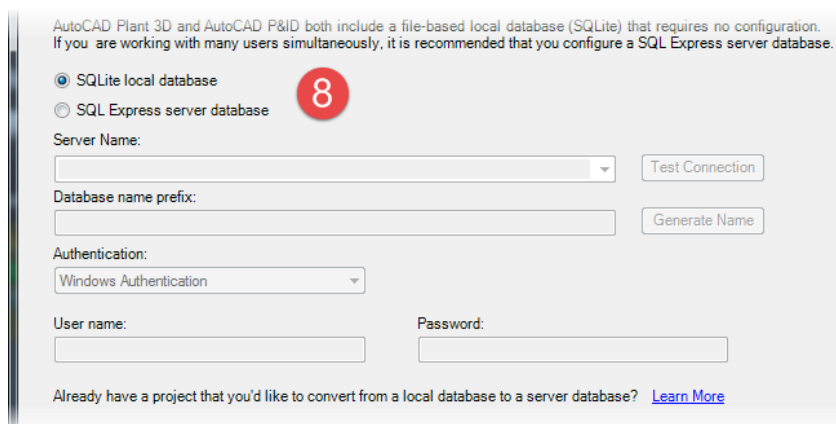 AutoCAD Plant 3D and AutoCAD P&ID both include a file-based local database (SQLite) that requires no configuration.
If you  are working with many users simultaneously, it is recommended that you configure a SQL Express server database.
SQLite local database
8
SQL Express server database
Server Name:
Test Connection
Database name prefix:
Generate Name
Authentication:
Windows Authentication
User name:
Password:
Already have a project that you'd like to convert from a local database to a server database? Learn More